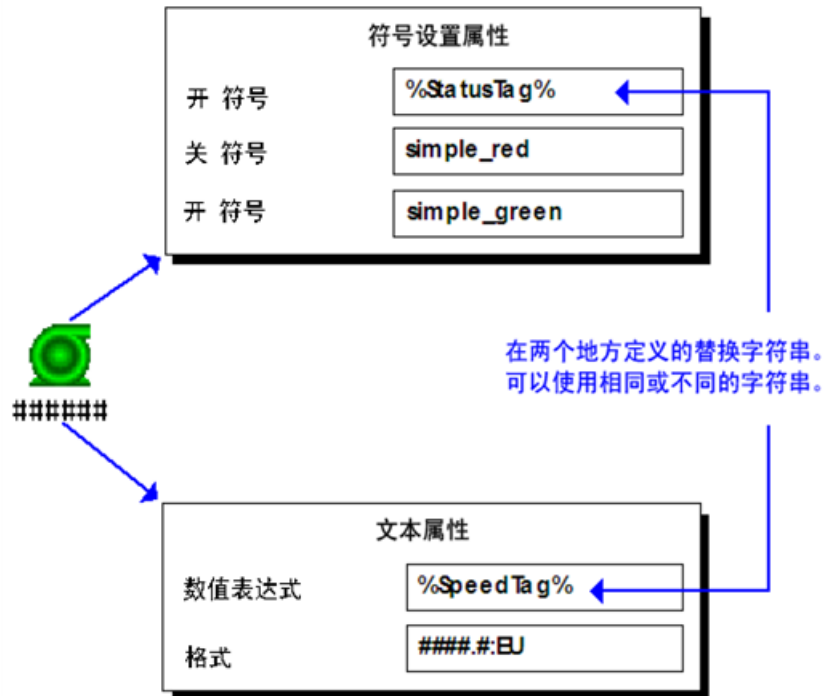 符号设置属性
开 符号 %StatusTag%
关 符号 simple_red
开 符号 simple_green
在两个地方定义的替换字符串。
可以使用相同或不同的字符串。
######
文本属性
数值表达式 %SpeedTag%
格式 ####.#:EU